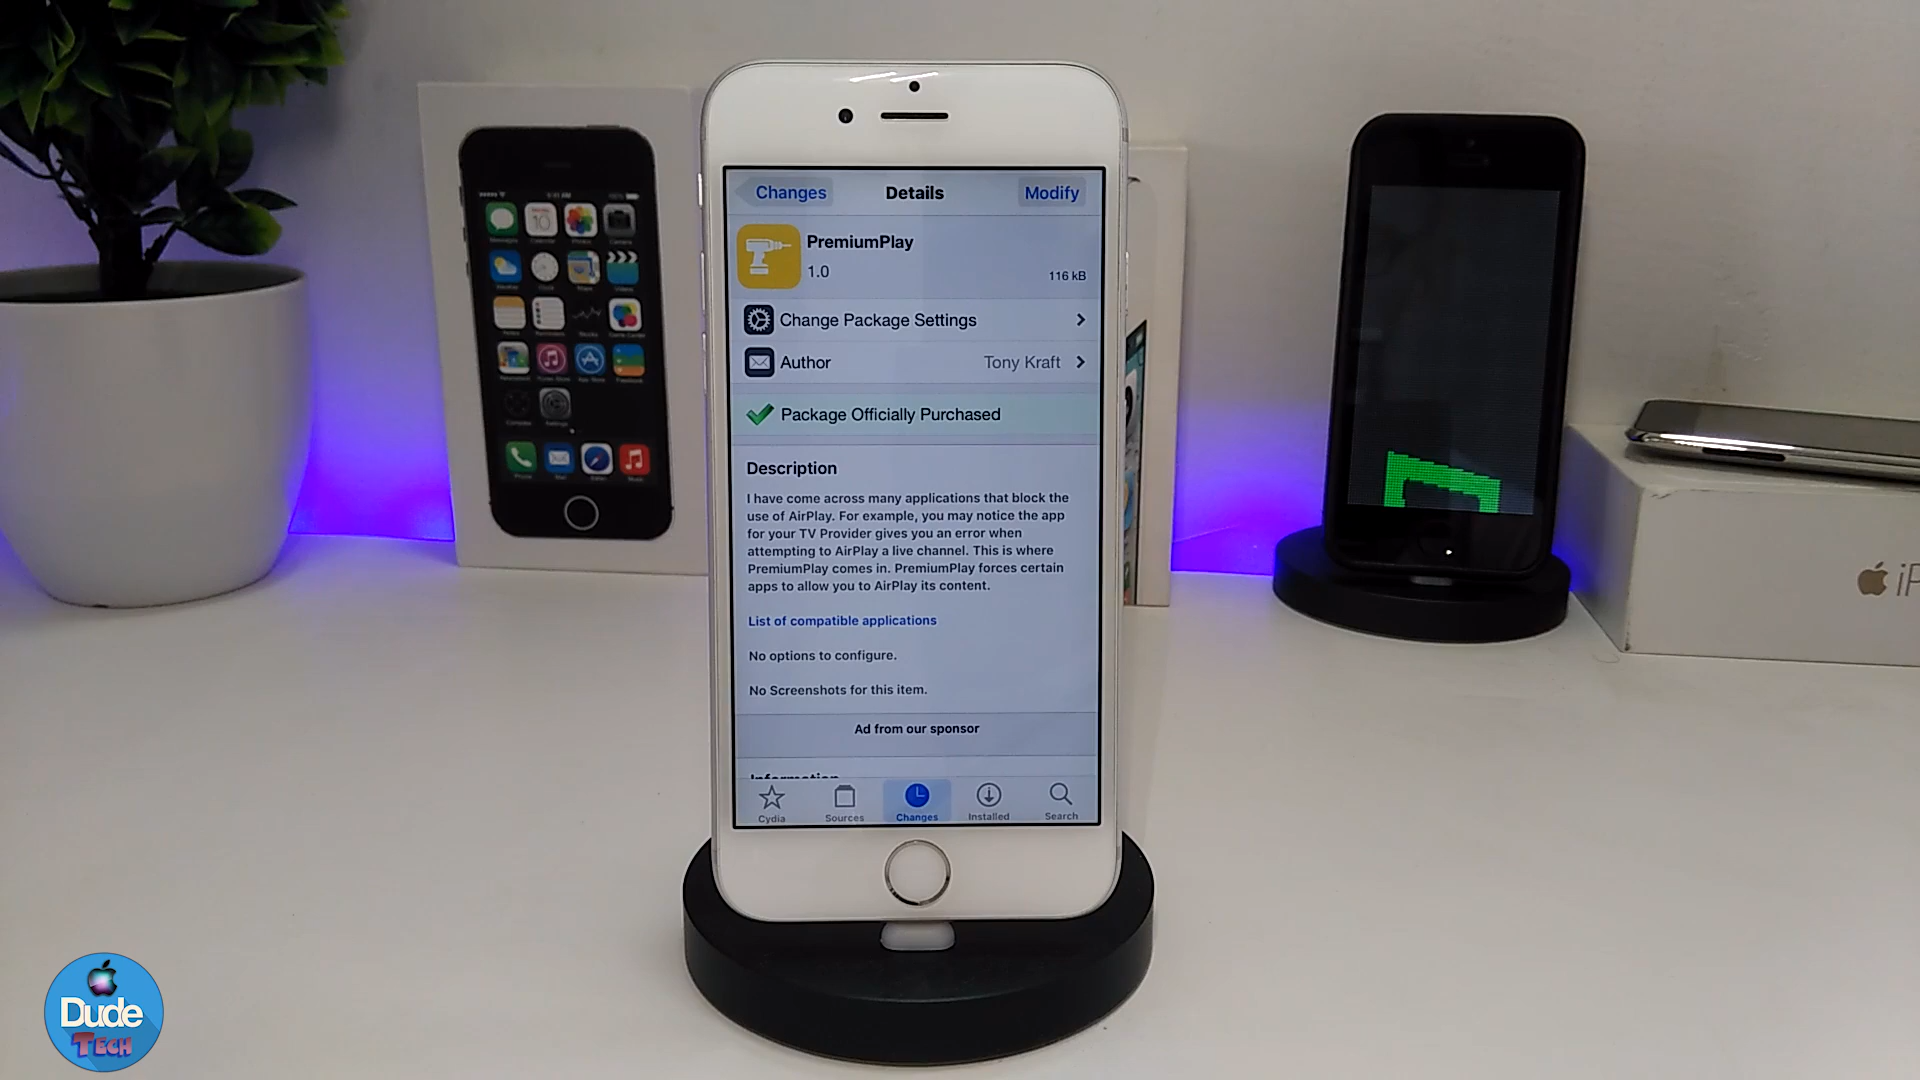 Changes
Details
Modify
PremiumPlay
1.0
116 kB
Change Package Settings
Author
Tony Kraft
Package Officially Purchased
Description
I have come across many applications that block the
use of AirPlay. For example, you may notice the app
for your TV Provider gives you an error when
attempting to AirPlay a live channel. This is where
PremiumPlay comes in. PremiumPlay forces certain
apps to allow you to AirPlay its content.
List of compatible applications
No options to configure.
No Screenshots for this item.
Ad from our sponsor
Information
Cydia
Sources
Changes
Installed
Search
Dude
TECH